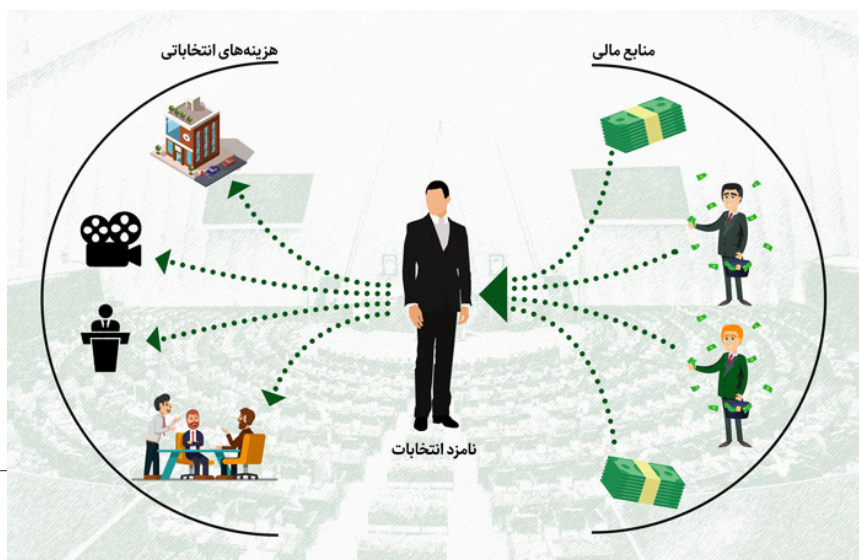 منابع مالی
هزینه‌های انتخاباتی
نامزد انتخابات